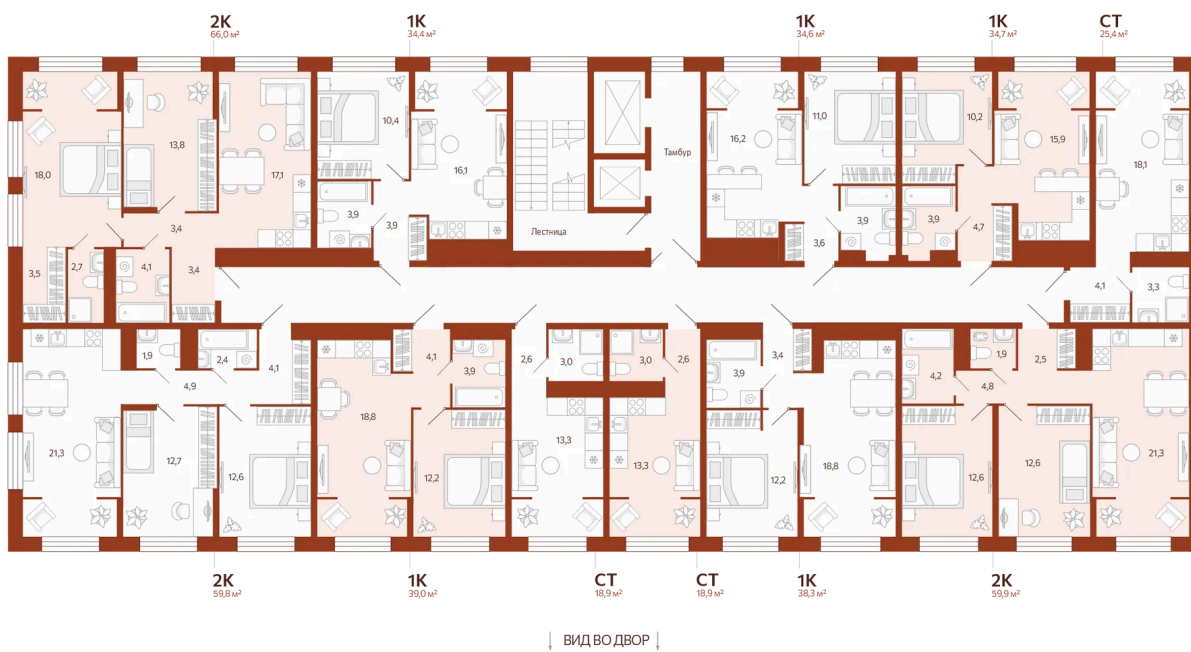 2К
66,0 м²
1К
34,4 м²
1К
34,6 м²
1К
34,7 м²
СТ
25,4 м²
18,0
13,8
17,1
10,4
16,1
Тамбур
16,2
11,0
10,2
15,9
18,1
3,4
3,9
3,9
Лестница
3,6
3,9
3,9
4,7
3,5
2,7
4,1
3,4
4,1
3,3
1,9
2,4
4,1
4,9
4,1
3,9
2,6
3,0
3,0
2,6
3,9
3,4
4,2
1,9
2,5
4,8
21,3
12,7
12,6
18,8
12,2
13,3
13,3
12,2
18,8
12,6
12,6
21,3
2К
59,8 м²
1К
39,0 м²
СТ
18,9 м²
СТ
18,9 м²
1К
38,3 м²
2К
59,9 м²
ВИД ВО ДВОР